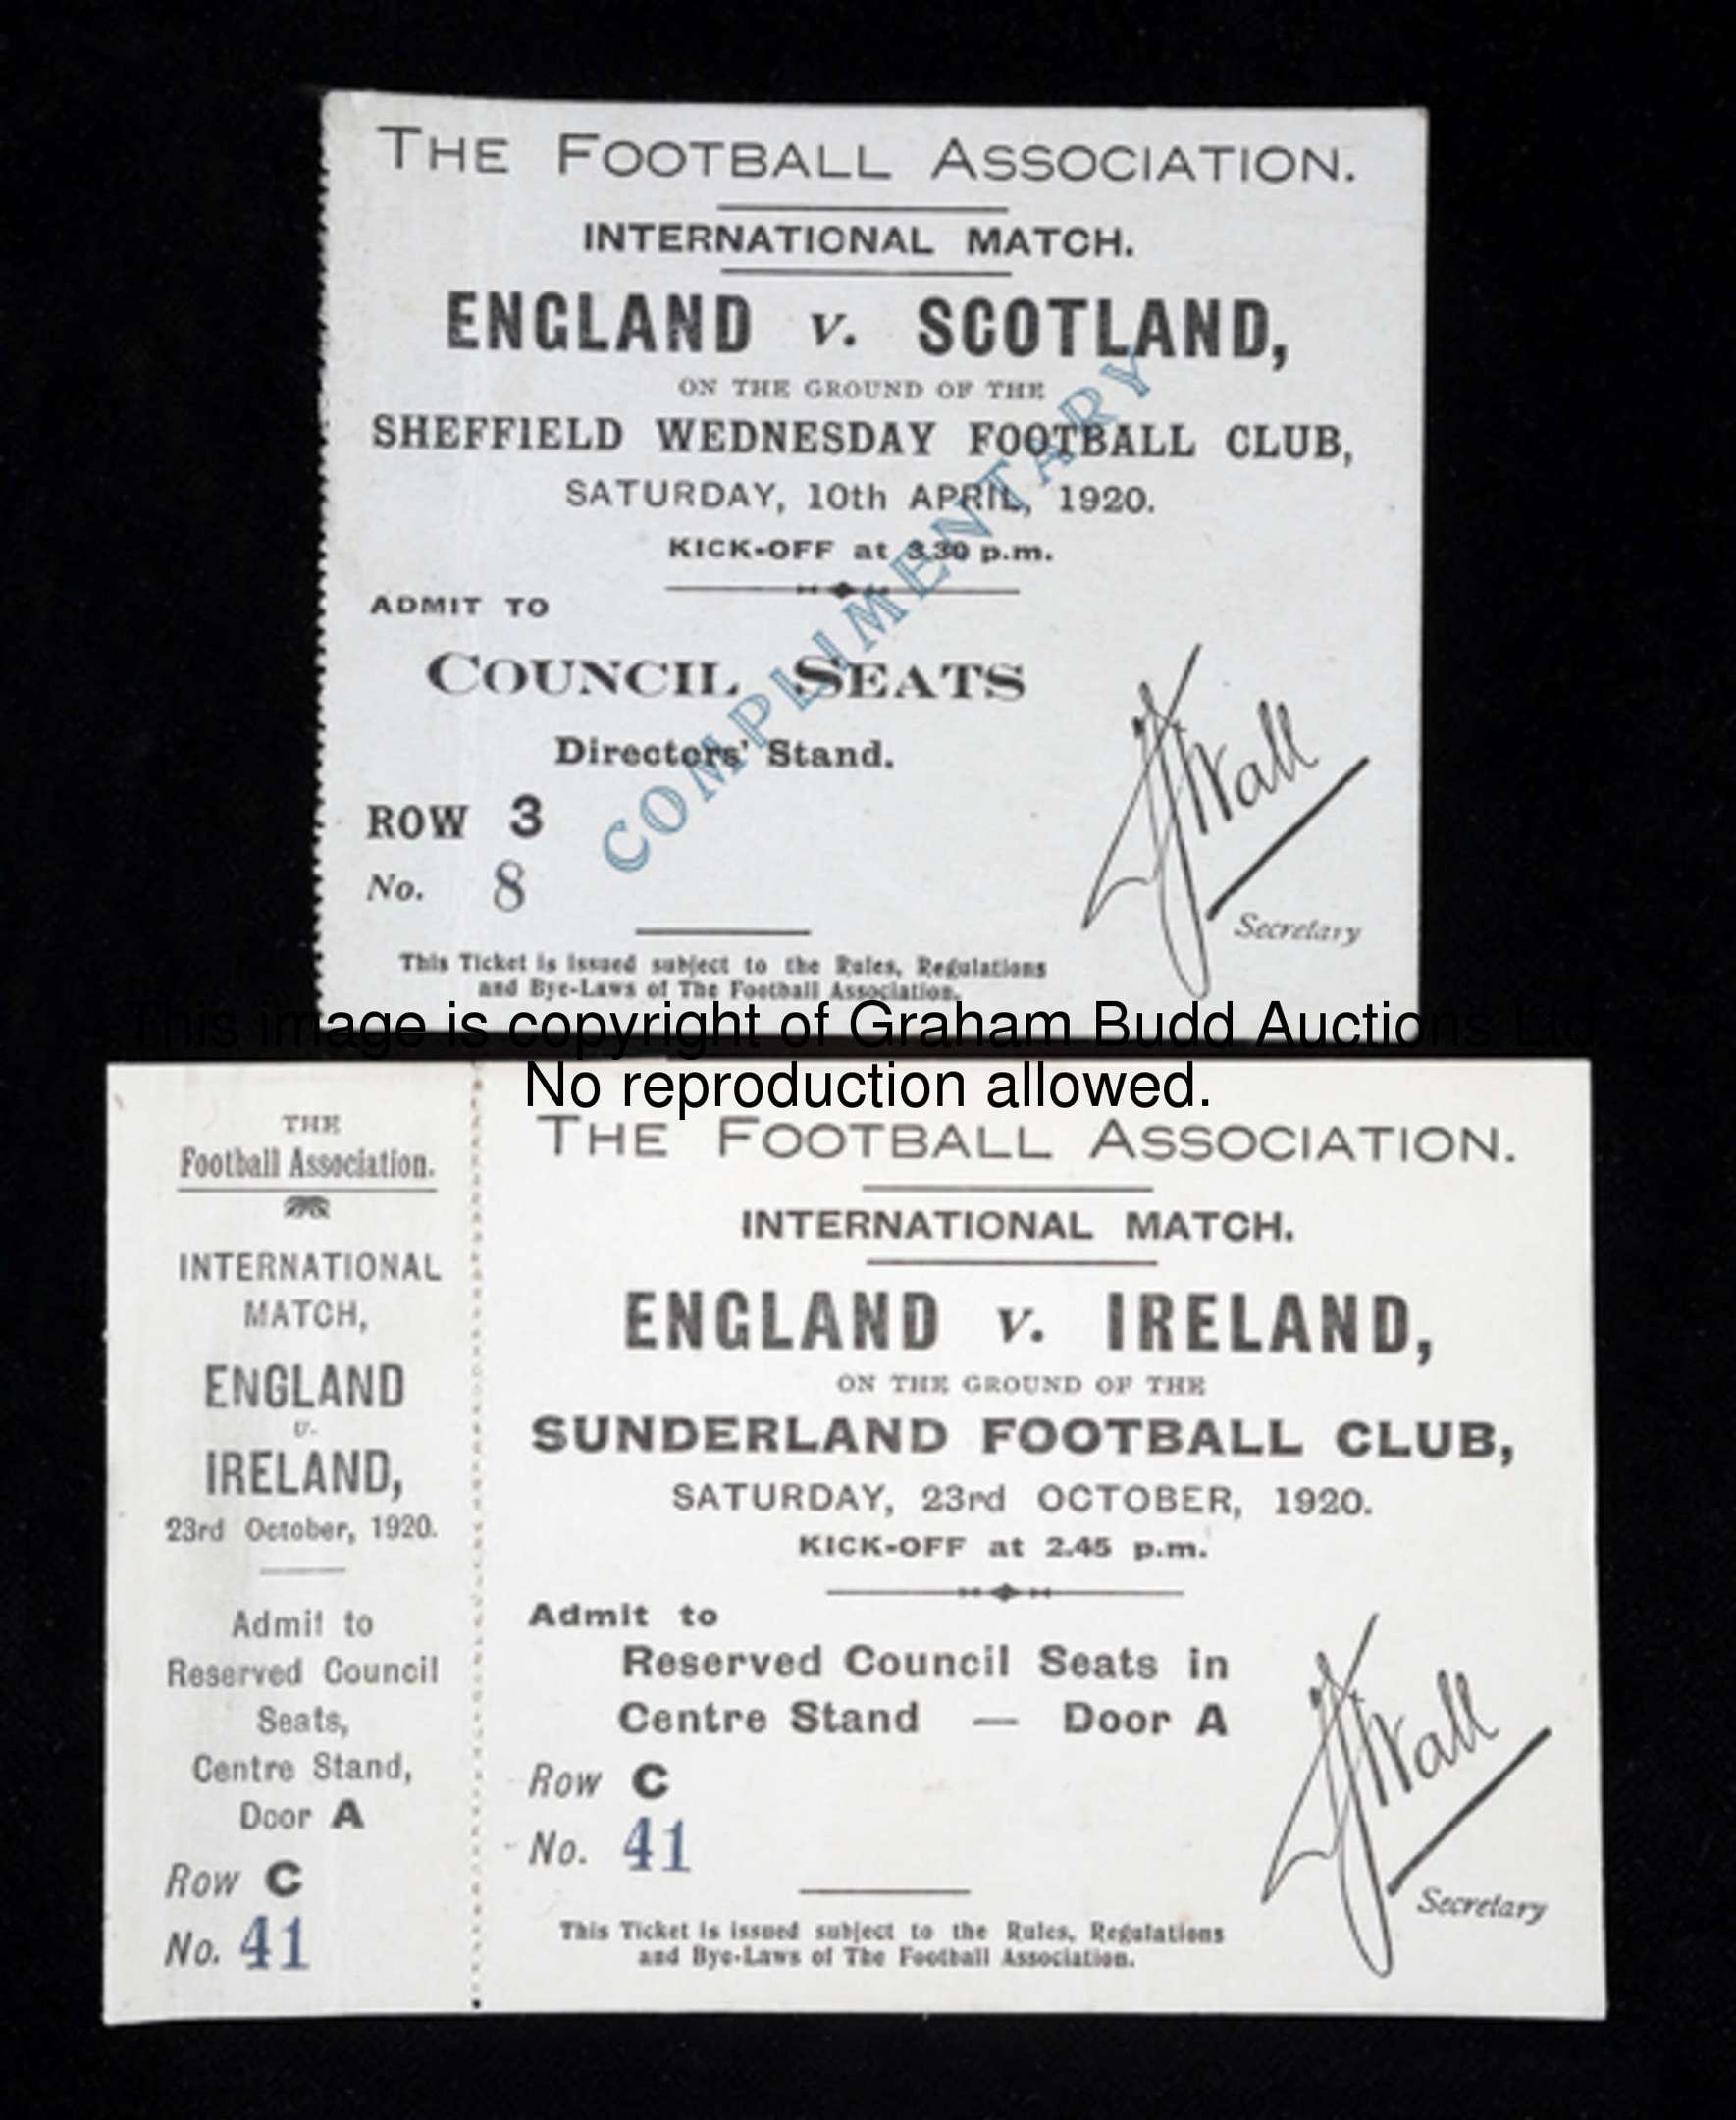 THE FOOTBALL ASSOCIATION.
INTERNATIONAL MATCH.
ENGLAND v. SCOTLAND,
ON THE GROUND OF THE
SHEFFIELD WEDNESDAY FOOTBALL CLUB,
SATURDAY, 10th APRIL, 1920.
KICK-OFF at 3.30 p.m.
ADMIT TO
COUNCIL SEATS
Directors' Stand.
ROW 3
No. 8
COMPLIMENTARY
FJWall
Secretary
This Ticket is issued subject to the Rules, Regulations
and Bye-Laws of The Football Association.
This image is copyright of Graham Budd Auctions Ltd
No reproduction allowed.
THE
Football Association.
INTERNATIONAL
MATCH,
ENGLAND
v.
IRELAND,
23rd October, 1920.
Admit to
Reserved Council
Seats,
Centre Stand,
Door A
Row C
No. 41
THE FOOTBALL ASSOCIATION.
INTERNATIONAL MATCH.
ENGLAND v. IRELAND,
ON THE GROUND OF THE
SUNDERLAND FOOTBALL CLUB,
SATURDAY, 23rd OCTOBER, 1920.
KICK-OFF at 2.45 p.m.
Admit to
Reserved Council Seats in
Centre Stand — Door A
Row C
No. 41
FJWall
Secretary
This Ticket is issued subject to the Rules, Regulations
and Bye-Laws of The Football Association.